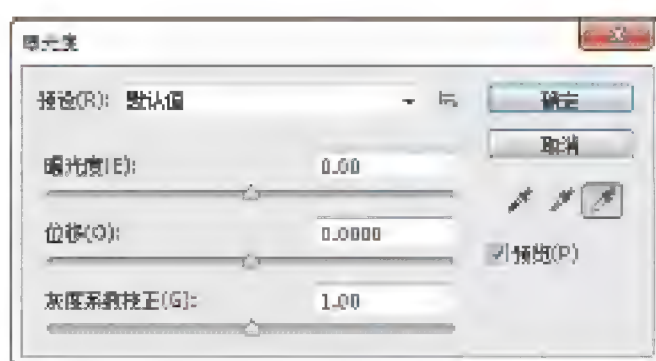 曝光度
预设(R): 默认值
确定
取消
曝光度(E): 0.00
位移(O): 0.0000
预览(P)
灰度系数校正(G): 1.00